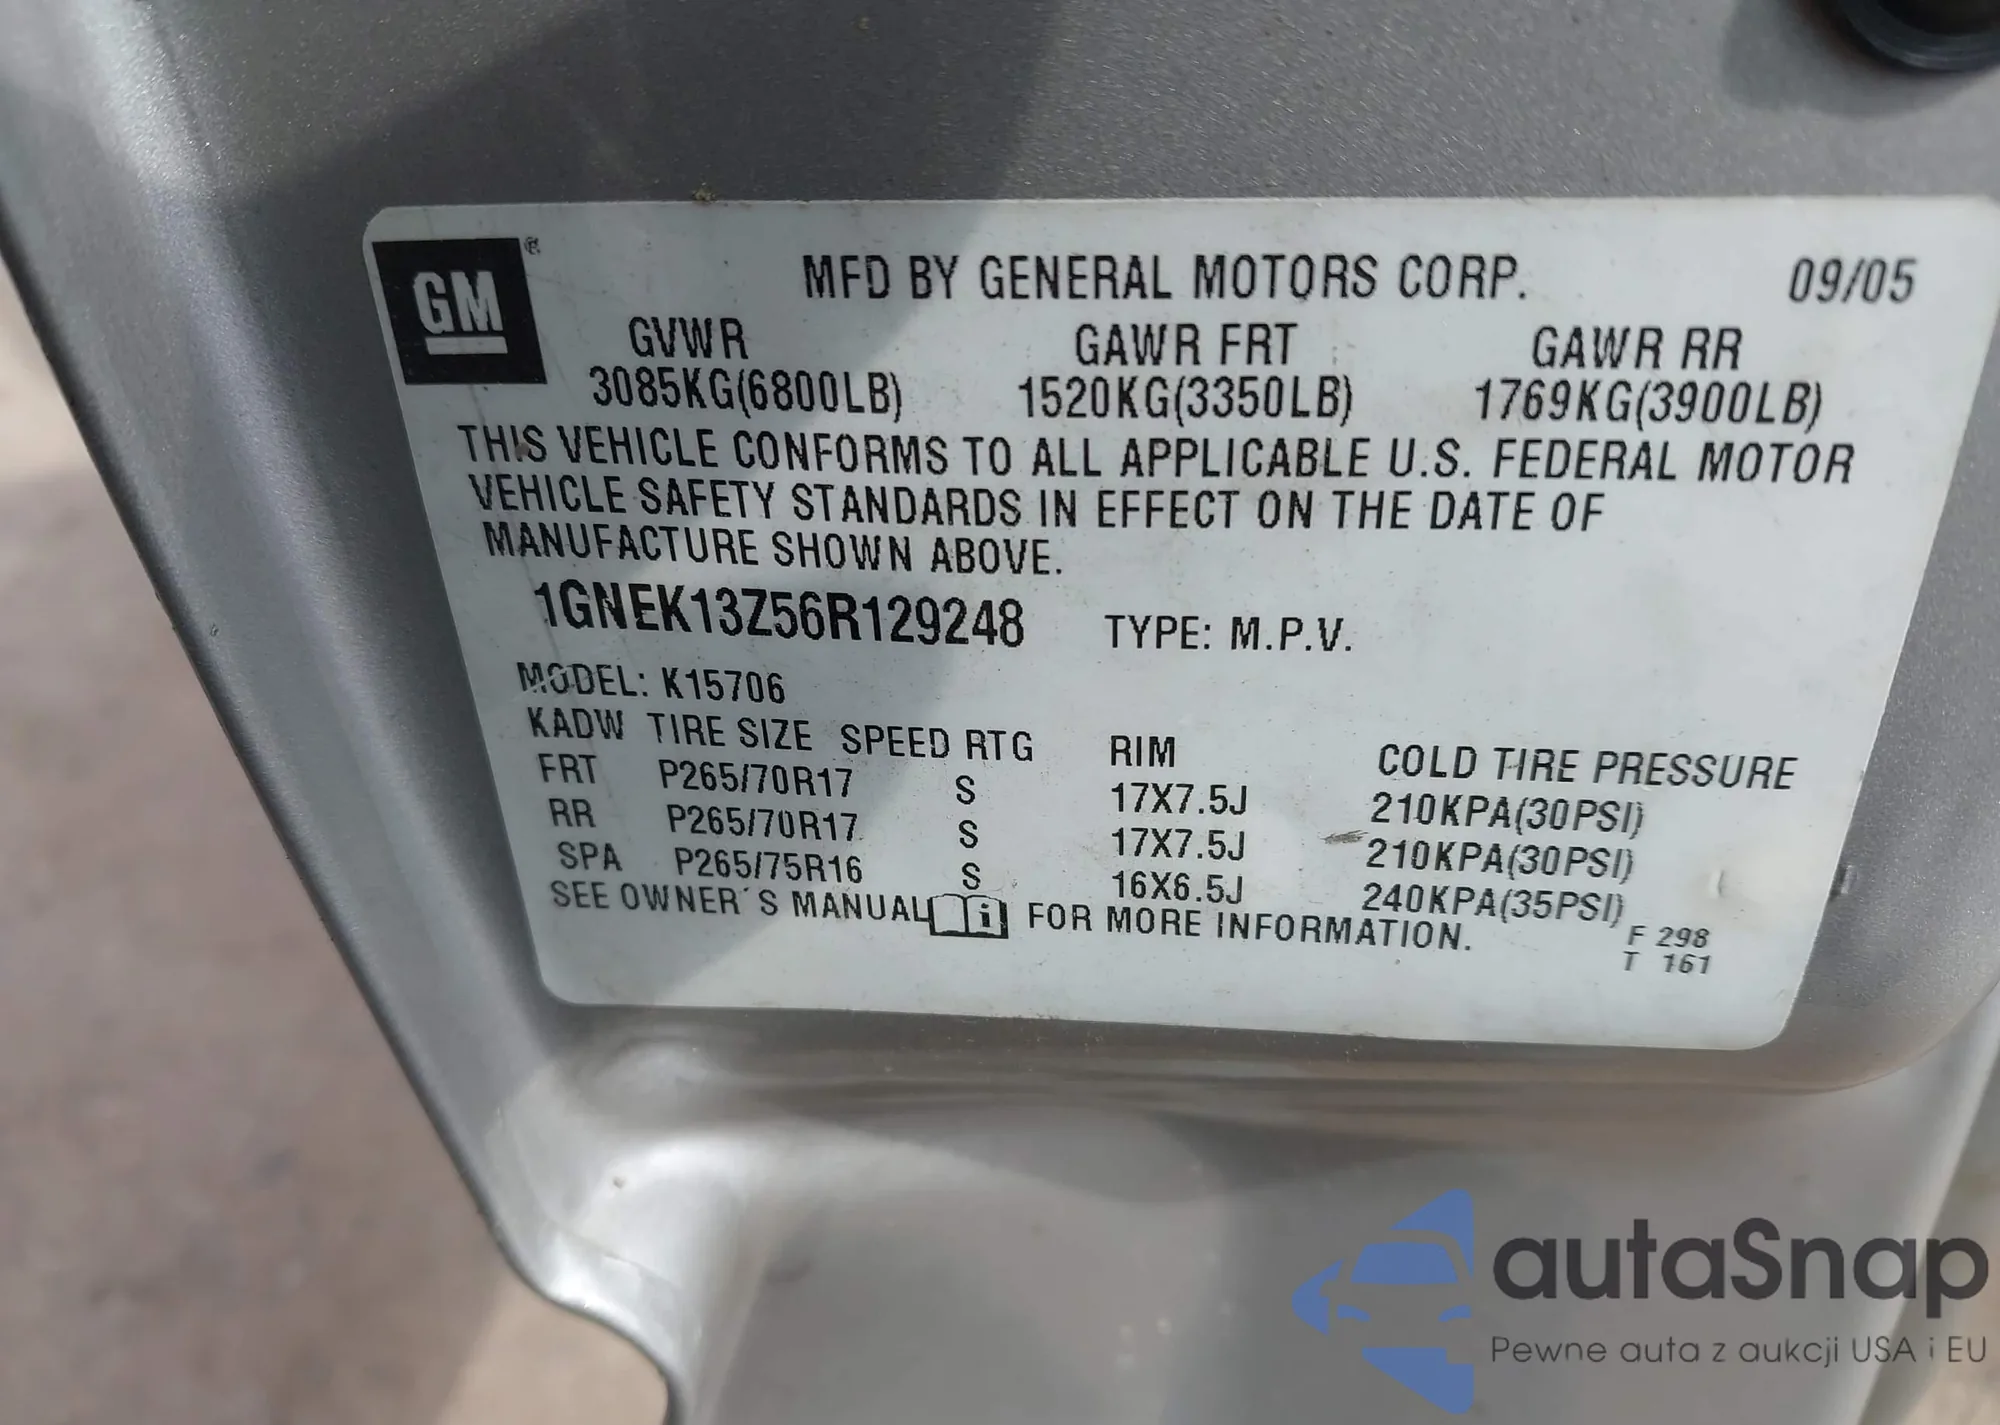 GM ®
MFD BY GENERAL MOTORS CORP. 09/05
GVWR GAWR FRT GAWR RR
3085KG(6800LB) 1520KG(3350LB) 1769KG(3900LB)
THIS VEHICLE CONFORMS TO ALL APPLICABLE U.S. FEDERAL MOTOR
VEHICLE SAFETY STANDARDS IN EFFECT ON THE DATE OF
MANUFACTURE SHOWN ABOVE.
1GNEK13Z56R129248 TYPE: M.P.V.
MODEL: K15706
KADW TIRE SIZE SPEED RTG RIM COLD TIRE PRESSURE
FRT P265/70R17 S 17X7.5J 210KPA(30PSI)
RR P265/70R17 S 17X7.5J 210KPA(30PSI)
SPA P265/75R16 S 16X6.5J 240KPA(35PSI)
SEE OWNER´S MANUAL i FOR MORE INFORMATION.
F 298
T 161
autaSnap
Pewne auta z aukcji USA i EU